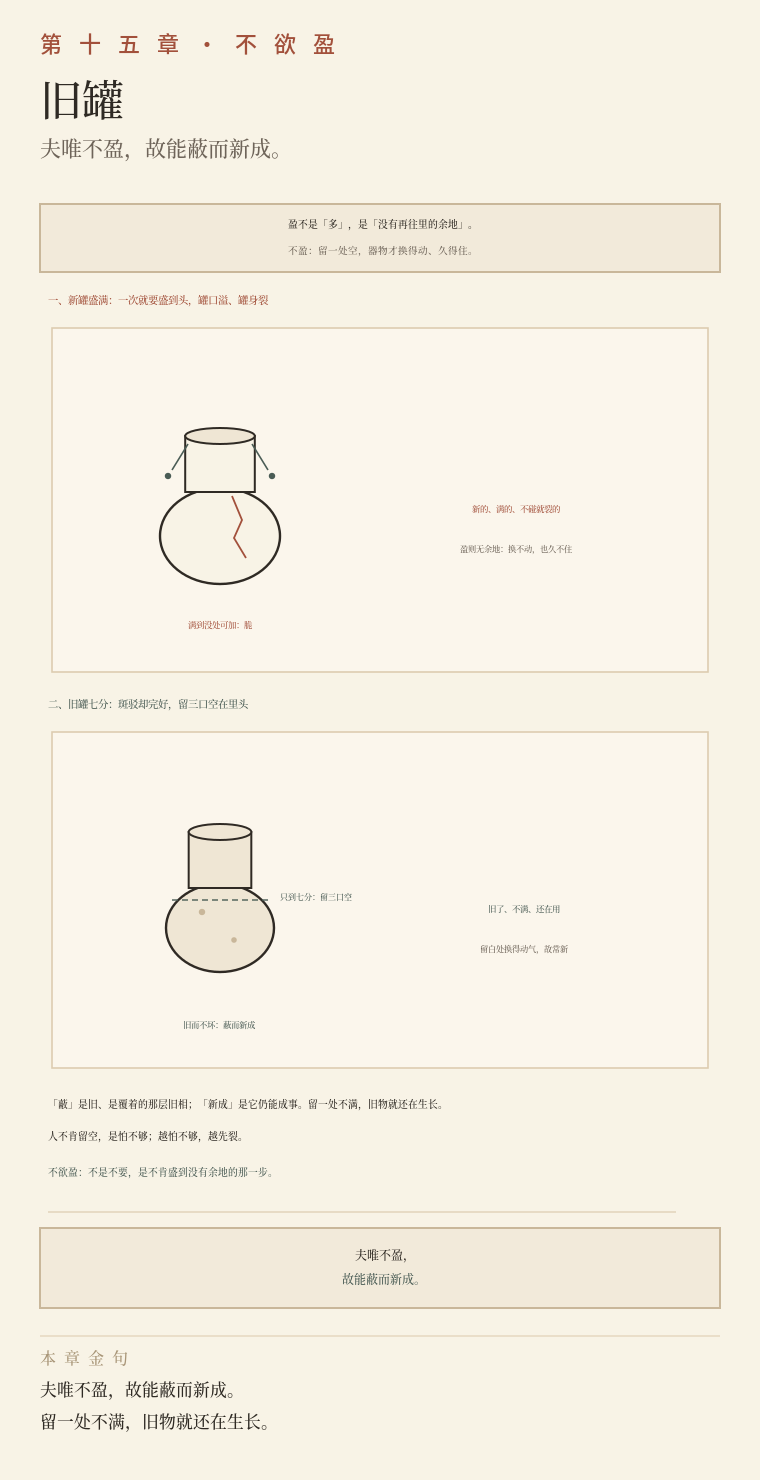 第十五章·不欲盈
旧罐
夫唯不盈，故能蔽而新成。
盈不是「多」，是「没有再往里的余地」。
不盈：留一处空，器物才换得动、久得住。
一、新罐盛满：一次就要盛到头，罐口溢、罐身裂
新的、满的、不碰就裂的
盈则无余地：换不动，也久不住
满到没处可加：脆
二、旧罐七分：斑驳却完好，留三口空在里头
只到七分：留三口空
旧了、不满、还在用
留白处换得动气，故常新
旧而不坏：蔽而新成
「蔽」是旧、是覆着的那层旧相；「新成」是它仍能成事。留一处不满，旧物就还在生长。
人不肯留空，是怕不够；越怕不够，越先裂。
不欲盈：不是不要，是不肯盛到没有余地的那一步。
夫唯不盈，
故能蔽而新成。
本章金句
夫唯不盈，故能蔽而新成。
留一处不满，旧物就还在生长。